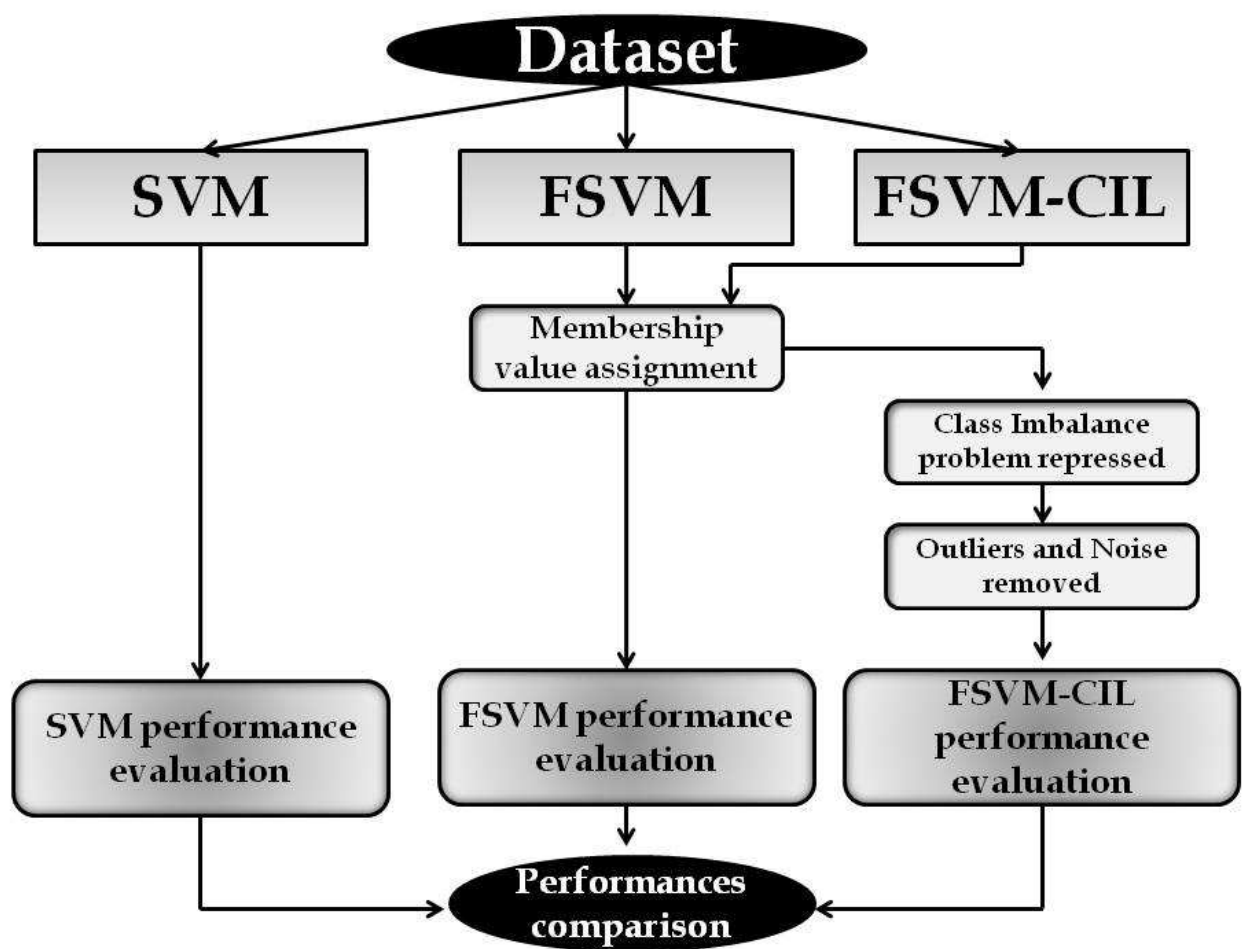 Dataset
SVM
FSVM
FSVM-CIL
Membership
value assignment
Class Imbalance
problem repressed
Outliers and Noise
removed
SVM performance
evaluation
FSVM performance
evaluation
FSVM-CIL
performance
evaluation
Performances
comparison